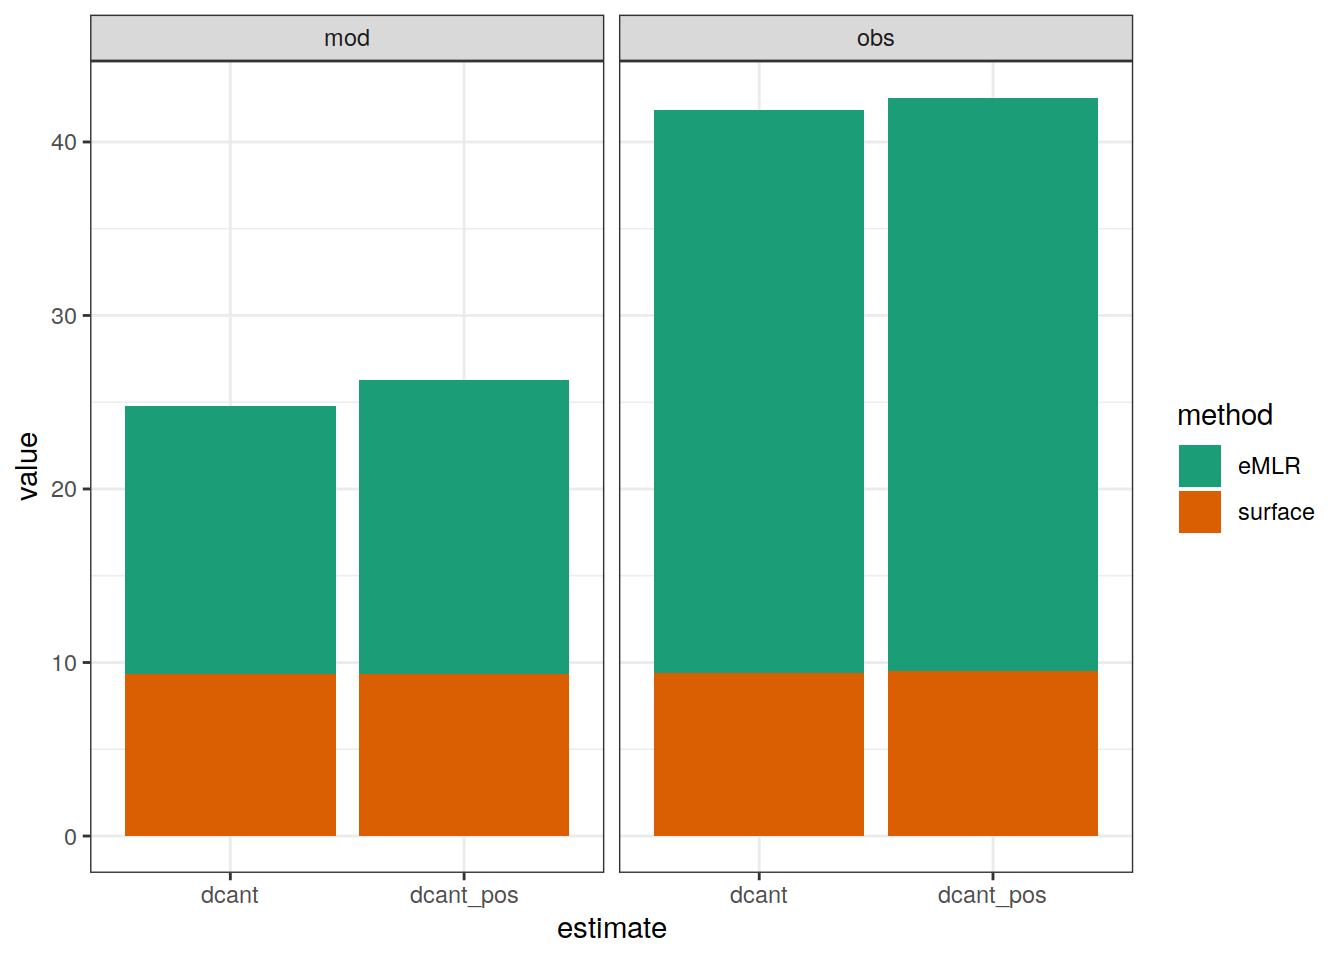 mod
obs
value
40
30
20
10
0
dcant
dcant_pos
dcant
dcant_pos
estimate
method
eMLR
surface